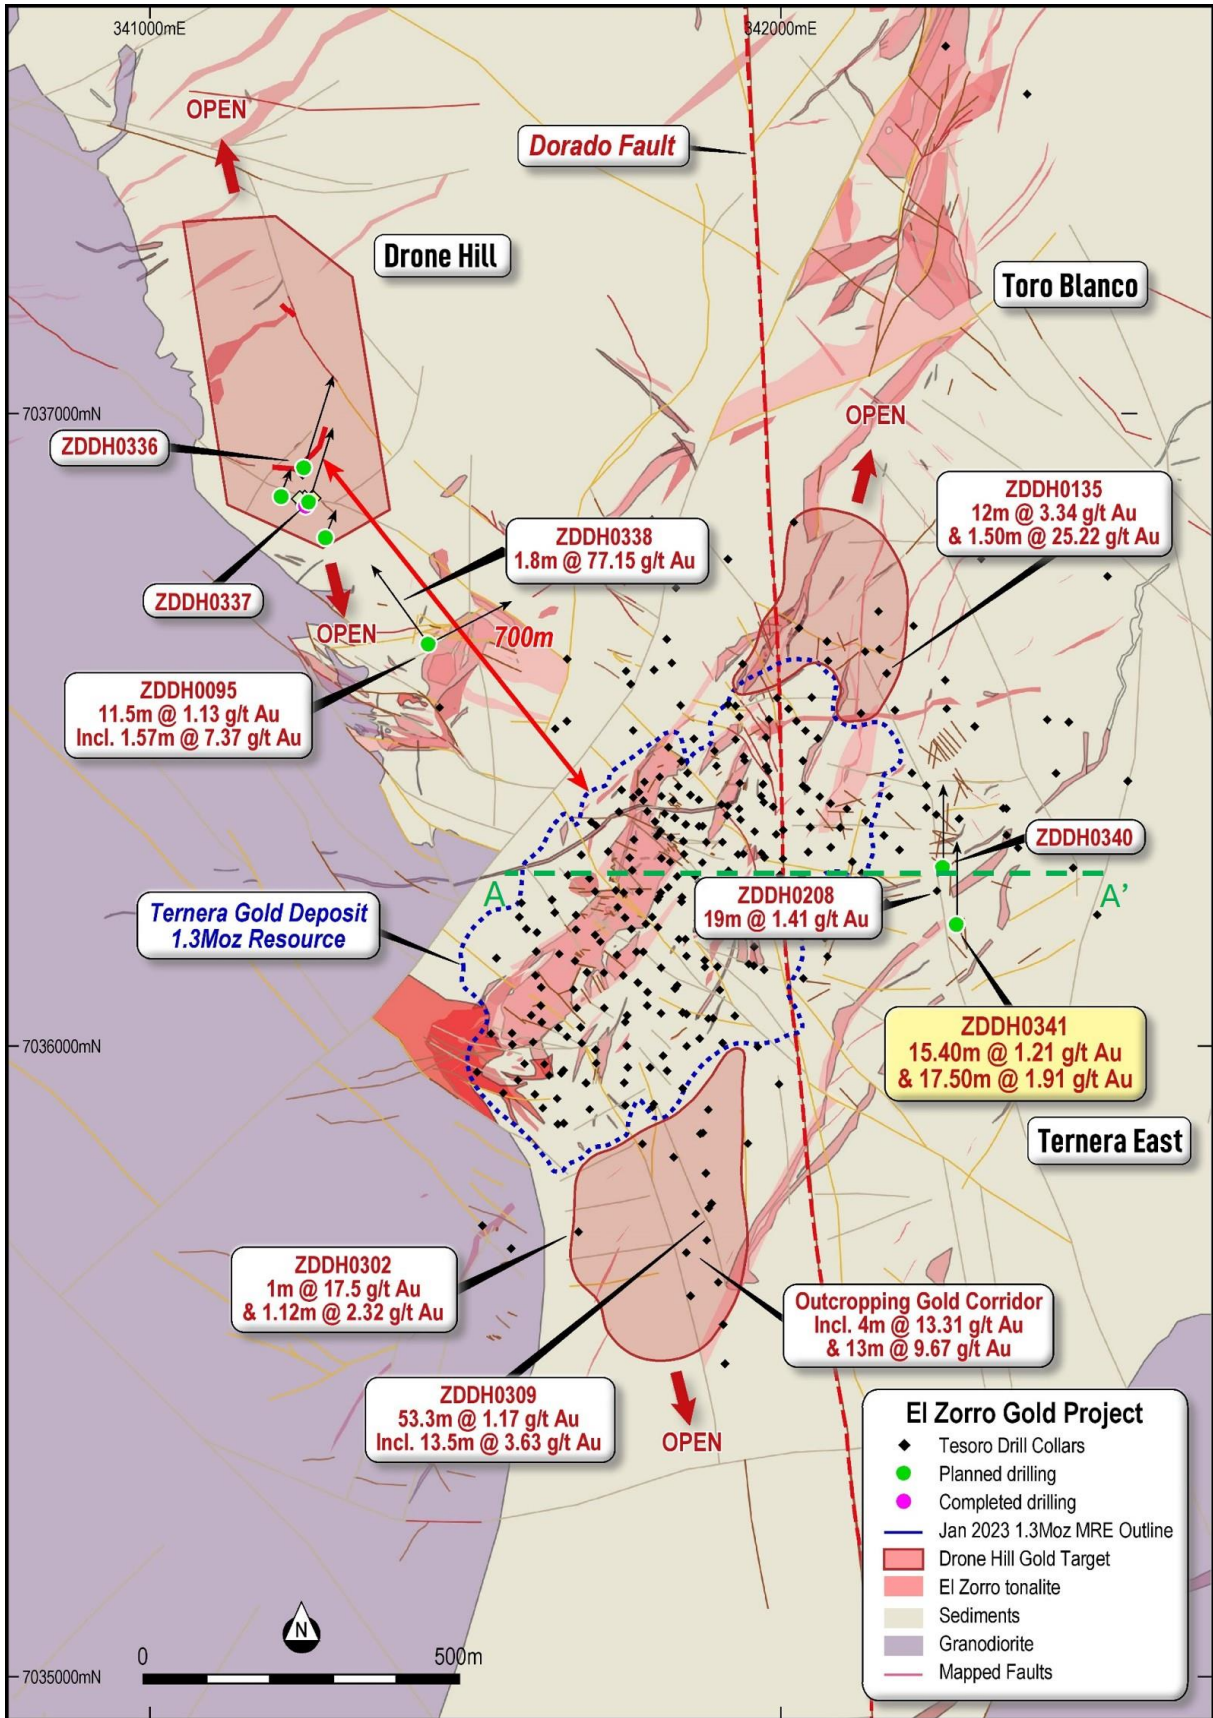 341000mE
342000mE
OPEN
Dorado Fault
Drone Hill
Toro Blanco
7037000mN
OPEN
ZDDH0336
ZDDH0135
12m @ 3.34 g/t Au
& 1.50m @ 25.22 g/t Au
ZDDH0338
1.8m @ 77.15 g/t Au
ZDDH0337
OPEN
700m
ZDDH0095
11.5m @ 1.13 g/t Au
Incl. 1.57m @ 7.37 g/t Au
ZDDH0340
A
A'
ZDDH0208
19m @ 1.41 g/t Au
Ternera Gold Deposit
1.3Moz Resource
ZDDH0341
15.40m @ 1.21 g/t Au
& 17.50m @ 1.91 g/t Au
7036000mN
Ternera East
ZDDH0302
1m @ 17.5 g/t Au
& 1.12m @ 2.32 g/t Au
Outcropping Gold Corridor
Incl. 4m @ 13.31 g/t Au
& 13m @ 9.67 g/t Au
ZDDH0309
53.3m @ 1.17 g/t Au
Incl. 13.5m @ 3.63 g/t Au
OPEN
El Zorro Gold Project
Tesoro Drill Collars
Planned drilling
Completed drilling
Jan 2023 1.3Moz MRE Outline
Drone Hill Gold Target
El Zorro tonalite
Sediments
Granodiorite
Mapped Faults
N
0
500m
7035000mN